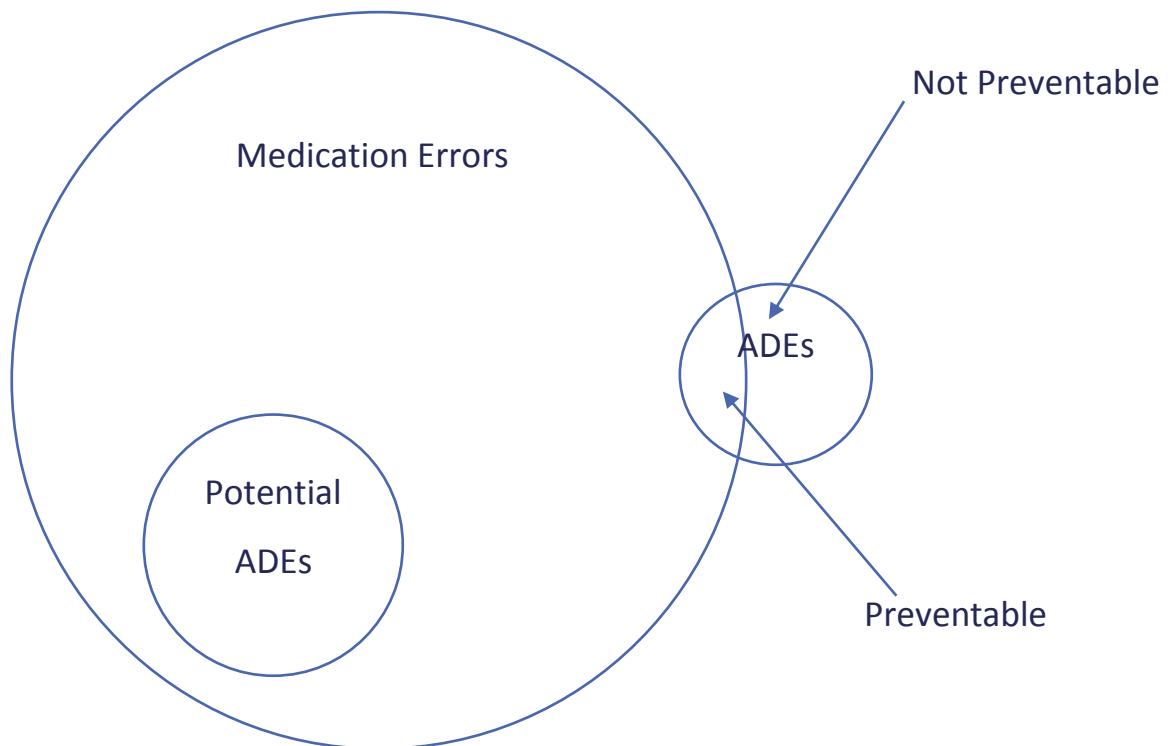 Not Preventable
Medication Errors
ADEs
Potential
ADEs
Preventable